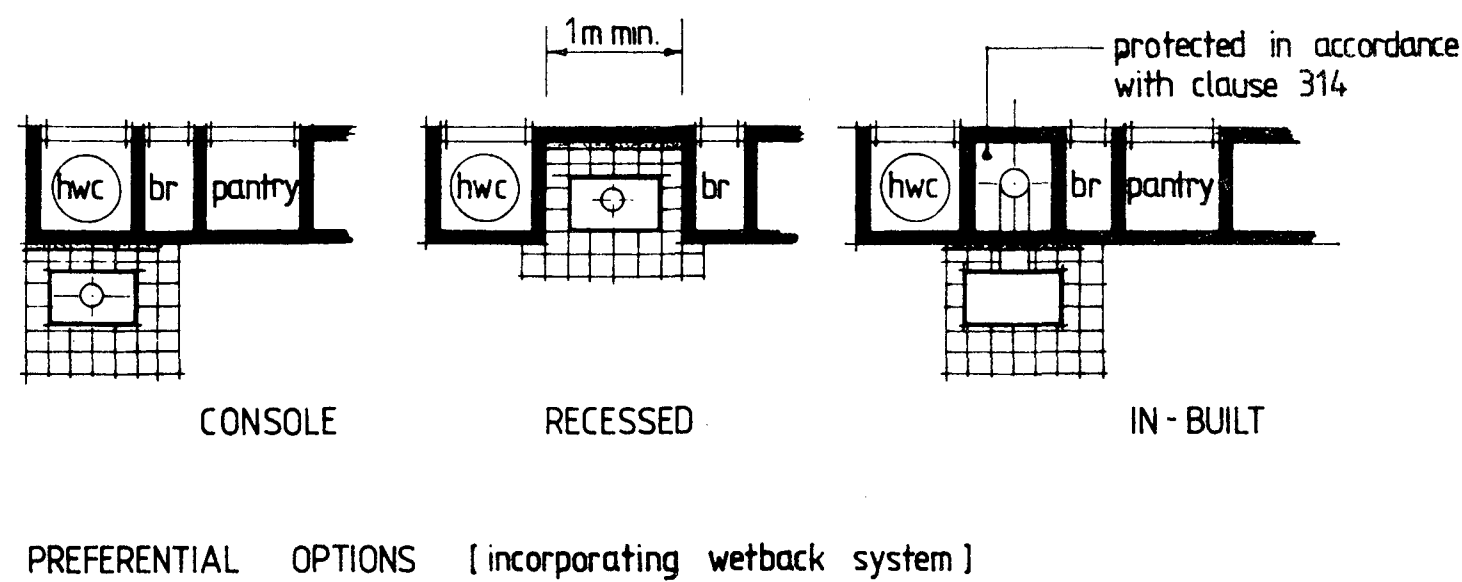 1m min.
protected in accordance
with clause 314
hwc br pantry
hwc br
hwc br pantry
CONSOLE
RECESSED
IN-BUILT
PREFERENTIAL OPTIONS [incorporating wetback system]